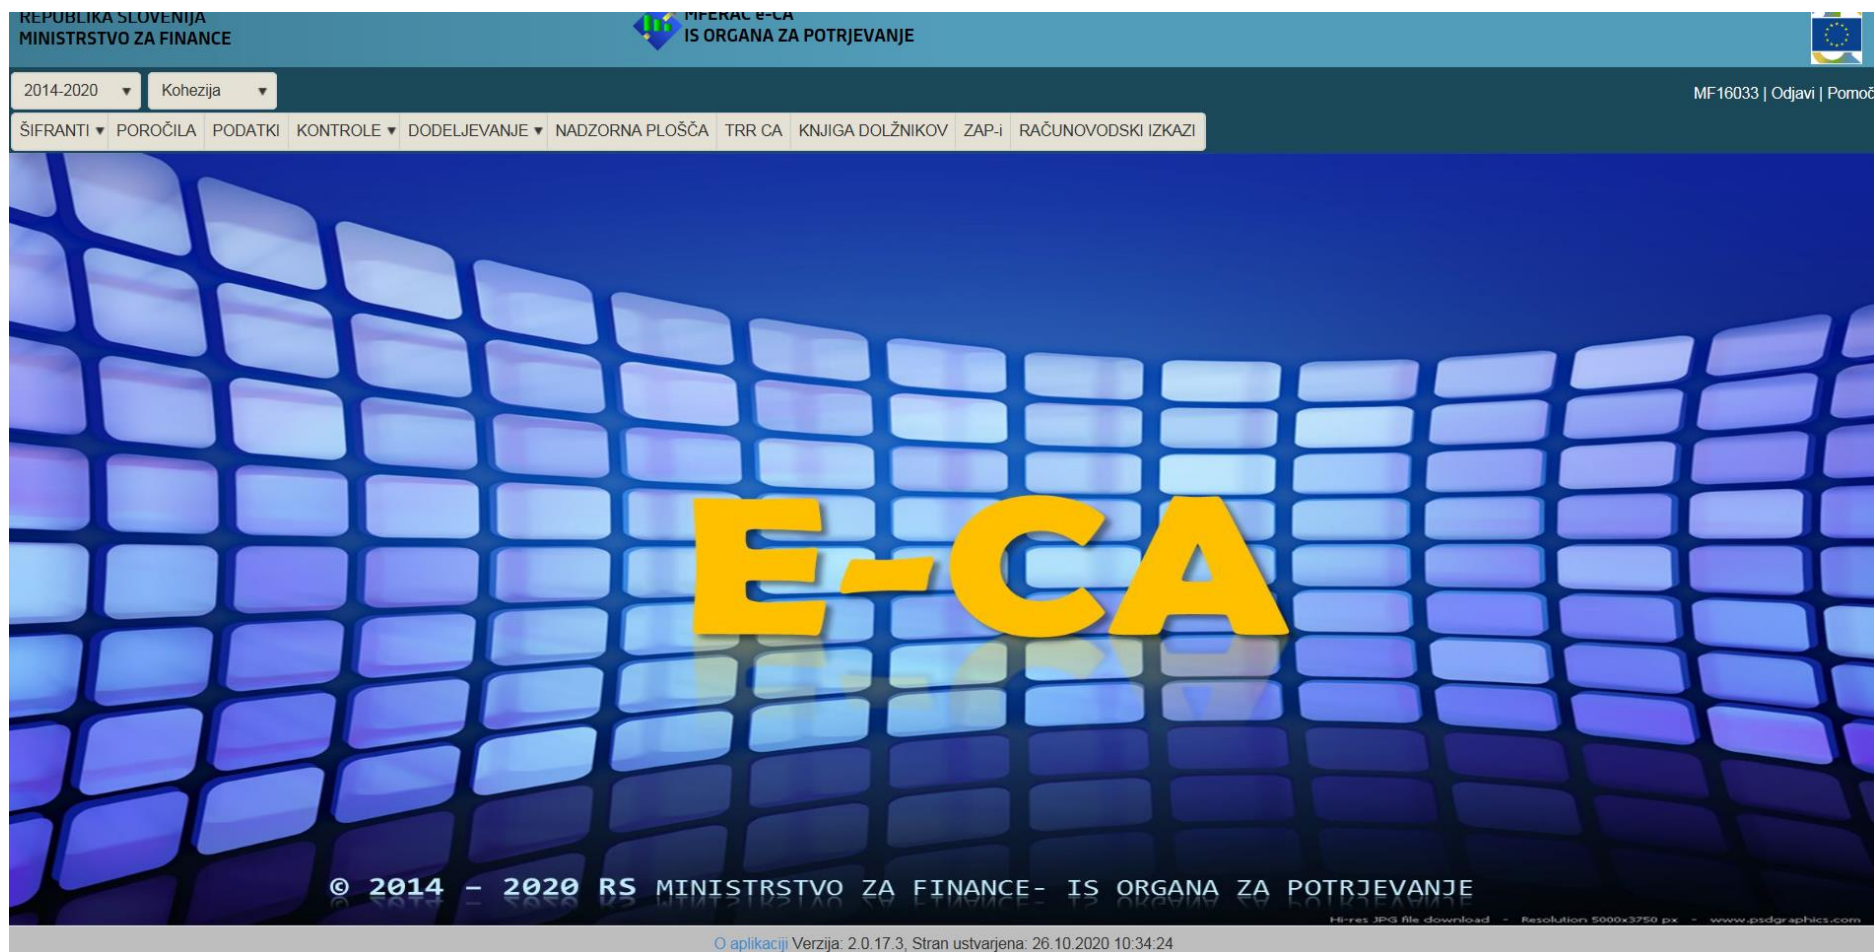 REPUBLIKA SLOVENIJA
MINISTRSTVO ZA FINANCE
MFERAC e-CA
IS ORGANA ZA POTRJEVANJE
2014-2020 Kohezija
MF16033 | Odjavi | Pomoč
ŠIFRANTI POROČILA PODATKI KONTROLE DODELJEVANJE NADZORNA PLOŠČA TRR CA KNJIGA DOLŽNIKOV ZAP-i RAČUNOVODSKI IZKAZI
E-CA
© 2014 - 2020 RS MINISTRSTVO ZA FINANCE- IS ORGANA ZA POTRJEVANJE
Hi-res JPG file download - Resolution 5000x3750 px - www.psdgraphics.com
O aplikaciji Verzija: 2.0.17.3, Stran ustvarjena: 26.10.2020 10:34:24